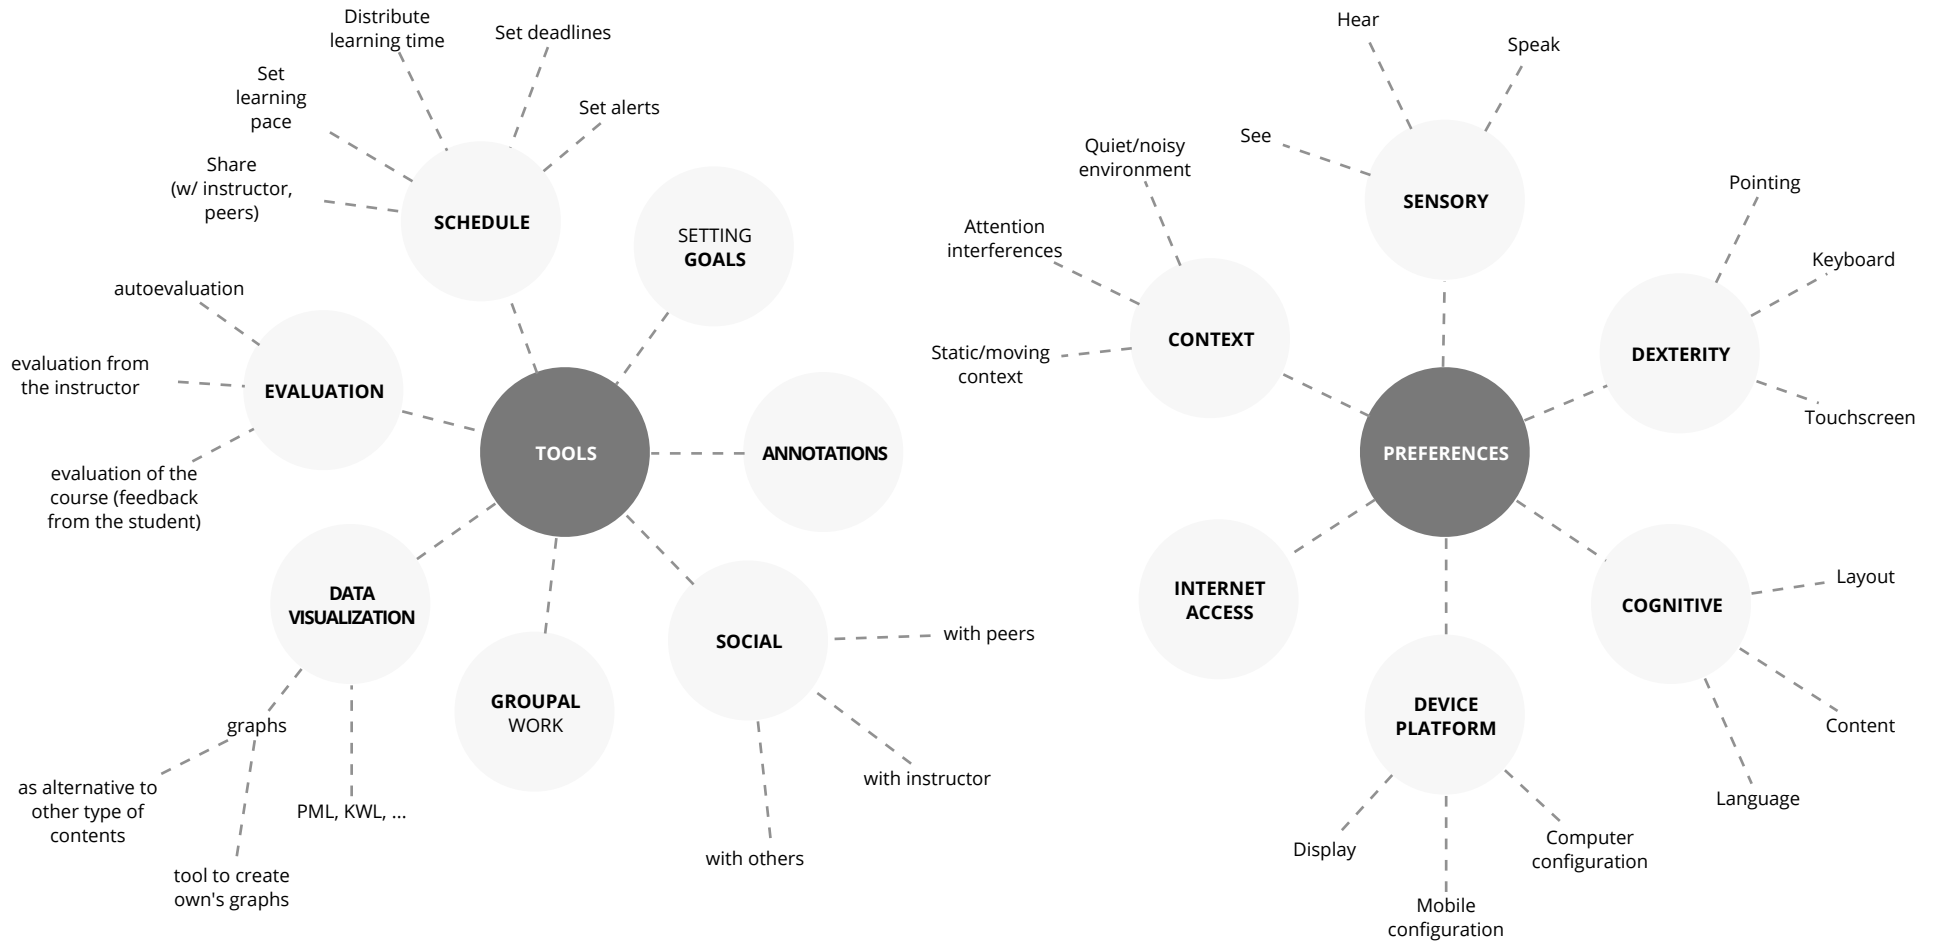 Distribute
learning time
Set deadlines
Set
learning
pace
Set alerts
Share
(w/ instructor,
peers)
SCHEDULE
SETTING
GOALS
autoevaluation
evaluation from
the instructor
EVALUATION
evaluation of the
course (feedback
from the student)
TOOLS
ANNOTATIONS
DATA
VISUALIZATION
graphs
as alternative to
other type of
contents
PML, KWL, ...
tool to create
own's graphs
GROUPAL
WORK
SOCIAL
with peers
with instructor
with others
Hear
Speak
See
SENSORY
Quiet/noisy
environment
Attention
interferences
Static/moving
context
CONTEXT
Pointing
Keyboard
DEXTERITY
Touchscreen
PREFERENCES
INTERNET
ACCESS
COGNITIVE
Layout
Content
Language
DEVICE
PLATFORM
Display
Computer
configuration
Mobile
configuration